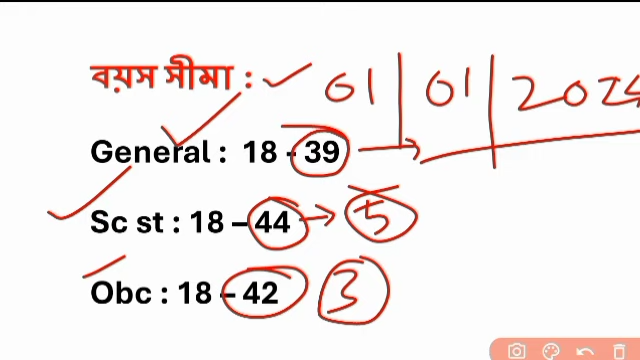 বয়স সীমা : 01 | 01 | 2024
General : 18 - 39
Sc st : 18 – 44 → 5
Obc : 18 – 42 3